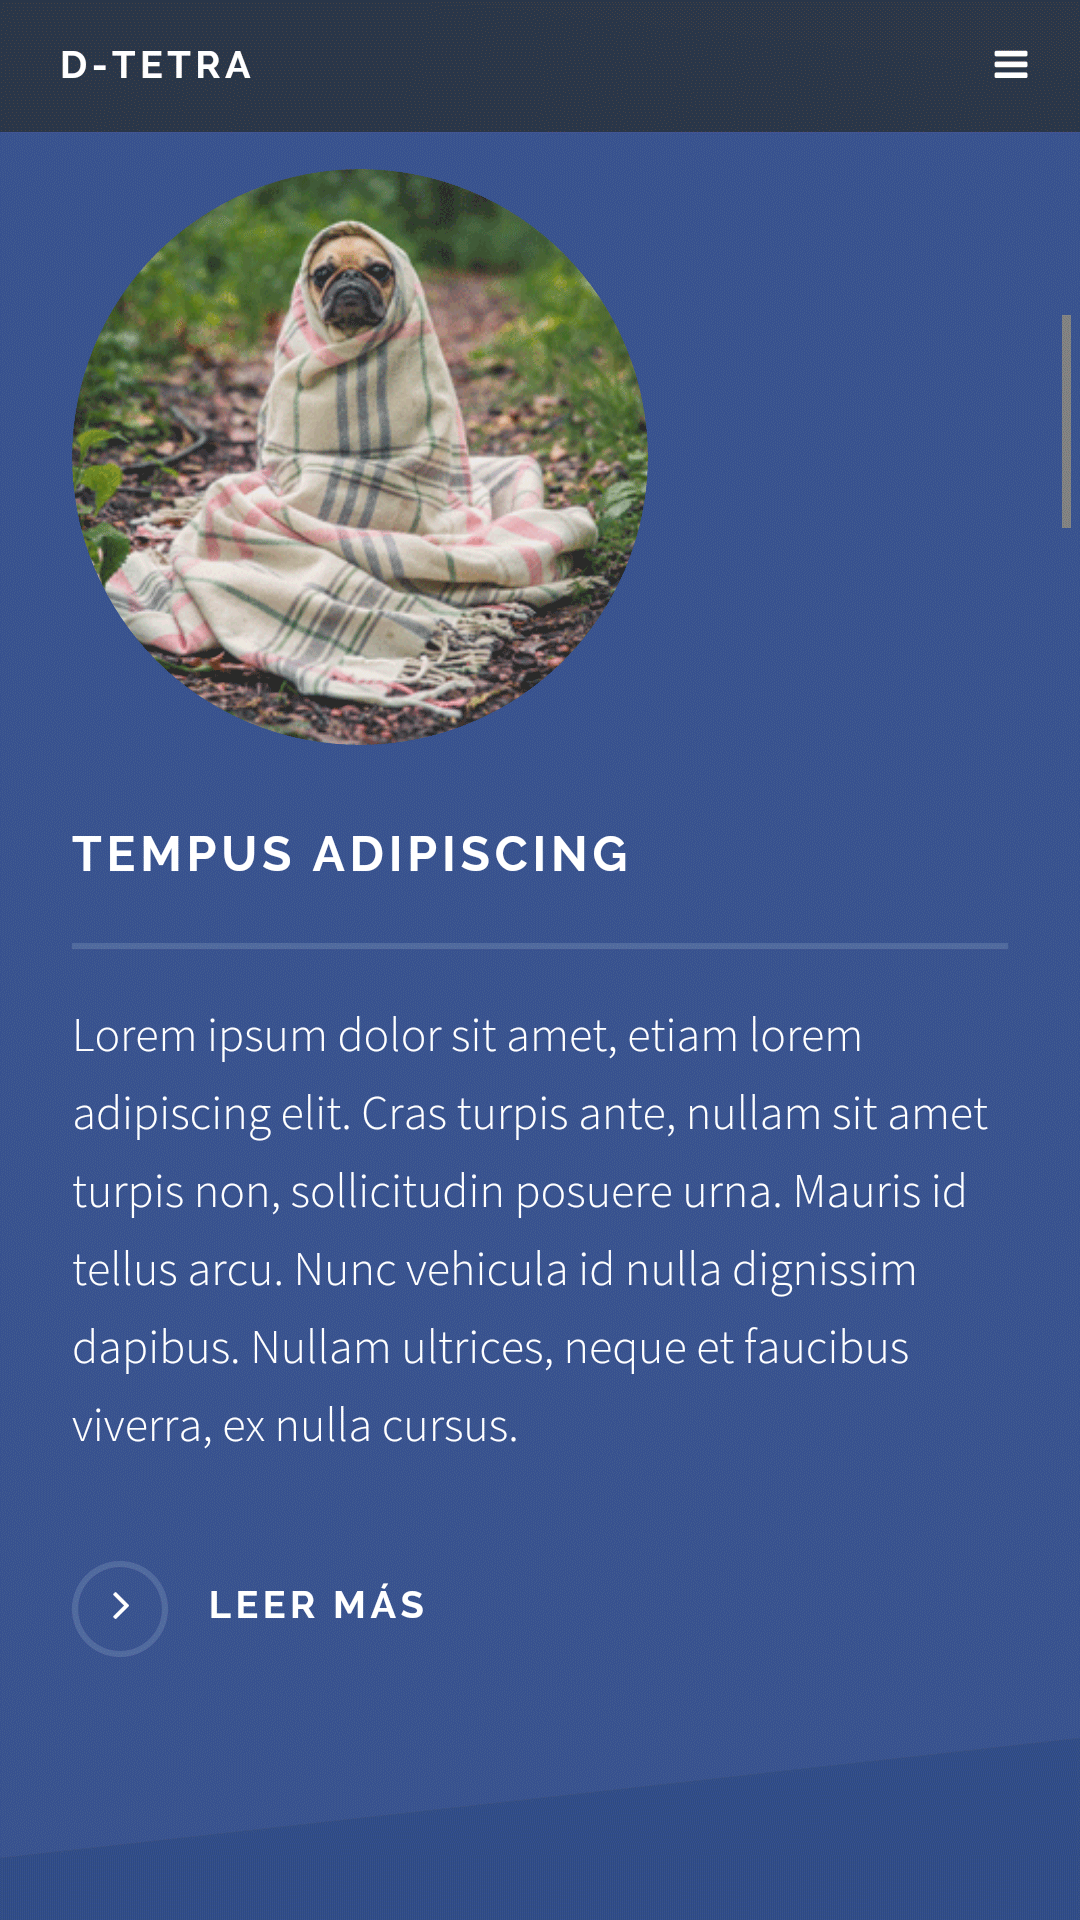 D-TETRA
TEMPUS ADIPISCING
Lorem ipsum dolor sit amet, etiam lorem
adipiscing elit. Cras turpis ante, nullam sit amet
turpis non, sollicitudin posuere urna. Mauris id
tellus arcu. Nunc vehicula id nulla dignissim
dapibus. Nullam ultrices, neque et faucibus
viverra, ex nulla cursus.
LEER MÁS